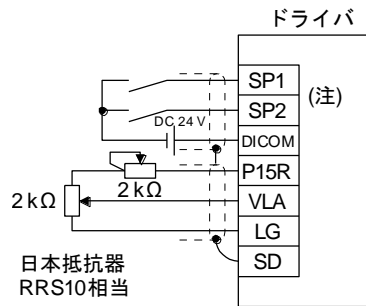 ドライバ
SP1
(注)
SP2
DC 24 V
DICOM
P15R
2 kΩ
2 kΩ
VLA
LG
SD
日本抵抗器
RRS10相当